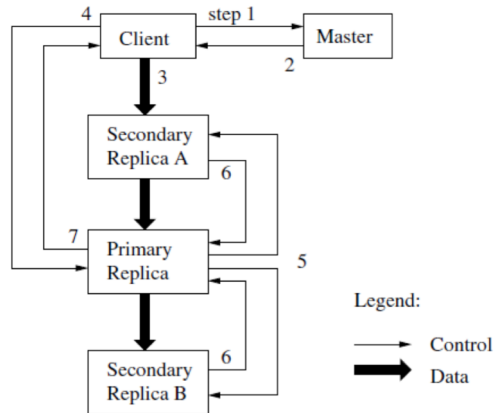 4
step 1
Client
Master
2
3
Secondary
Replica A
6
7
Primary
Replica
5
Legend:
6
Control
Secondary
Replica B
Data